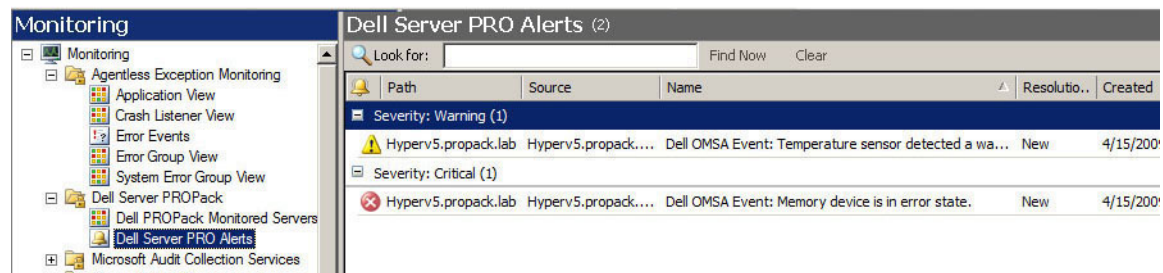 Monitoring
Monitoring
Agentless Exception Monitoring
Application View
Crash Listener View
Error Events
Error Group View
System Error Group View
Dell Server PROPack
Dell PROPack Monitored Servers
Dell Server PRO Alerts
Microsoft Audit Collection Services
Dell Server PRO Alerts (2)
Look for: Find Now Clear
Path Source Name Resolutio.. Created
Severity: Warning (1)
Hyperv5.propack.lab Hyperv5.propack.... Dell OMSA Event: Temperature sensor detected a wa... New 4/15/2009
Severity: Critical (1)
Hyperv5.propack.lab Hyperv5.propack.... Dell OMSA Event: Memory device is in error state. New 4/15/2009